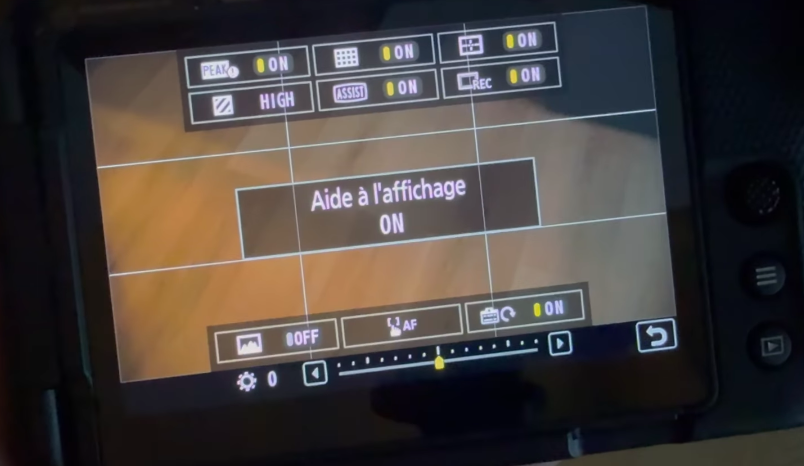 PEAK ON
ON
ON
HIGH
ASSIST ON
REC ON
Aide à l'affichage
ON
OFF
AF
ON
0